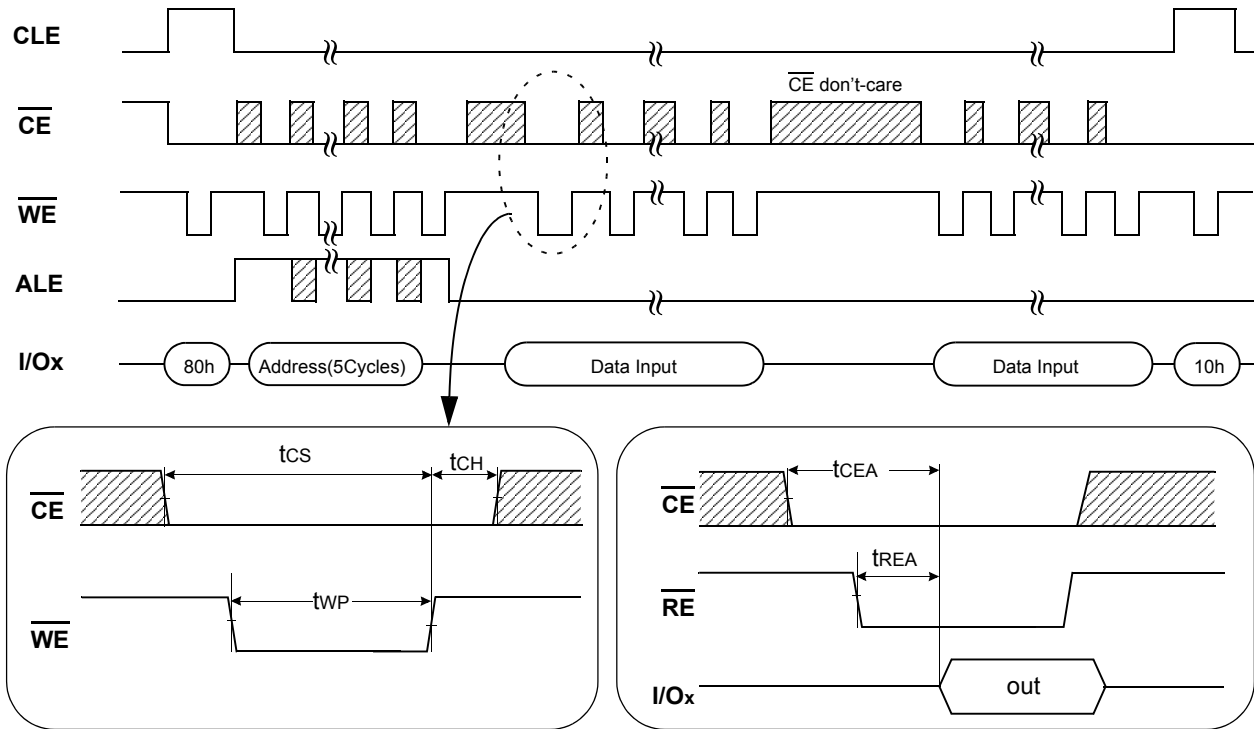 CLE
CE don't-care
CE
WE
ALE
I/Ox 80h Address(5Cycles) Data Input Data Input 10h
tCS tCH
CE
tWP
WE
tCEA
CE
tREA
RE
I/Ox out